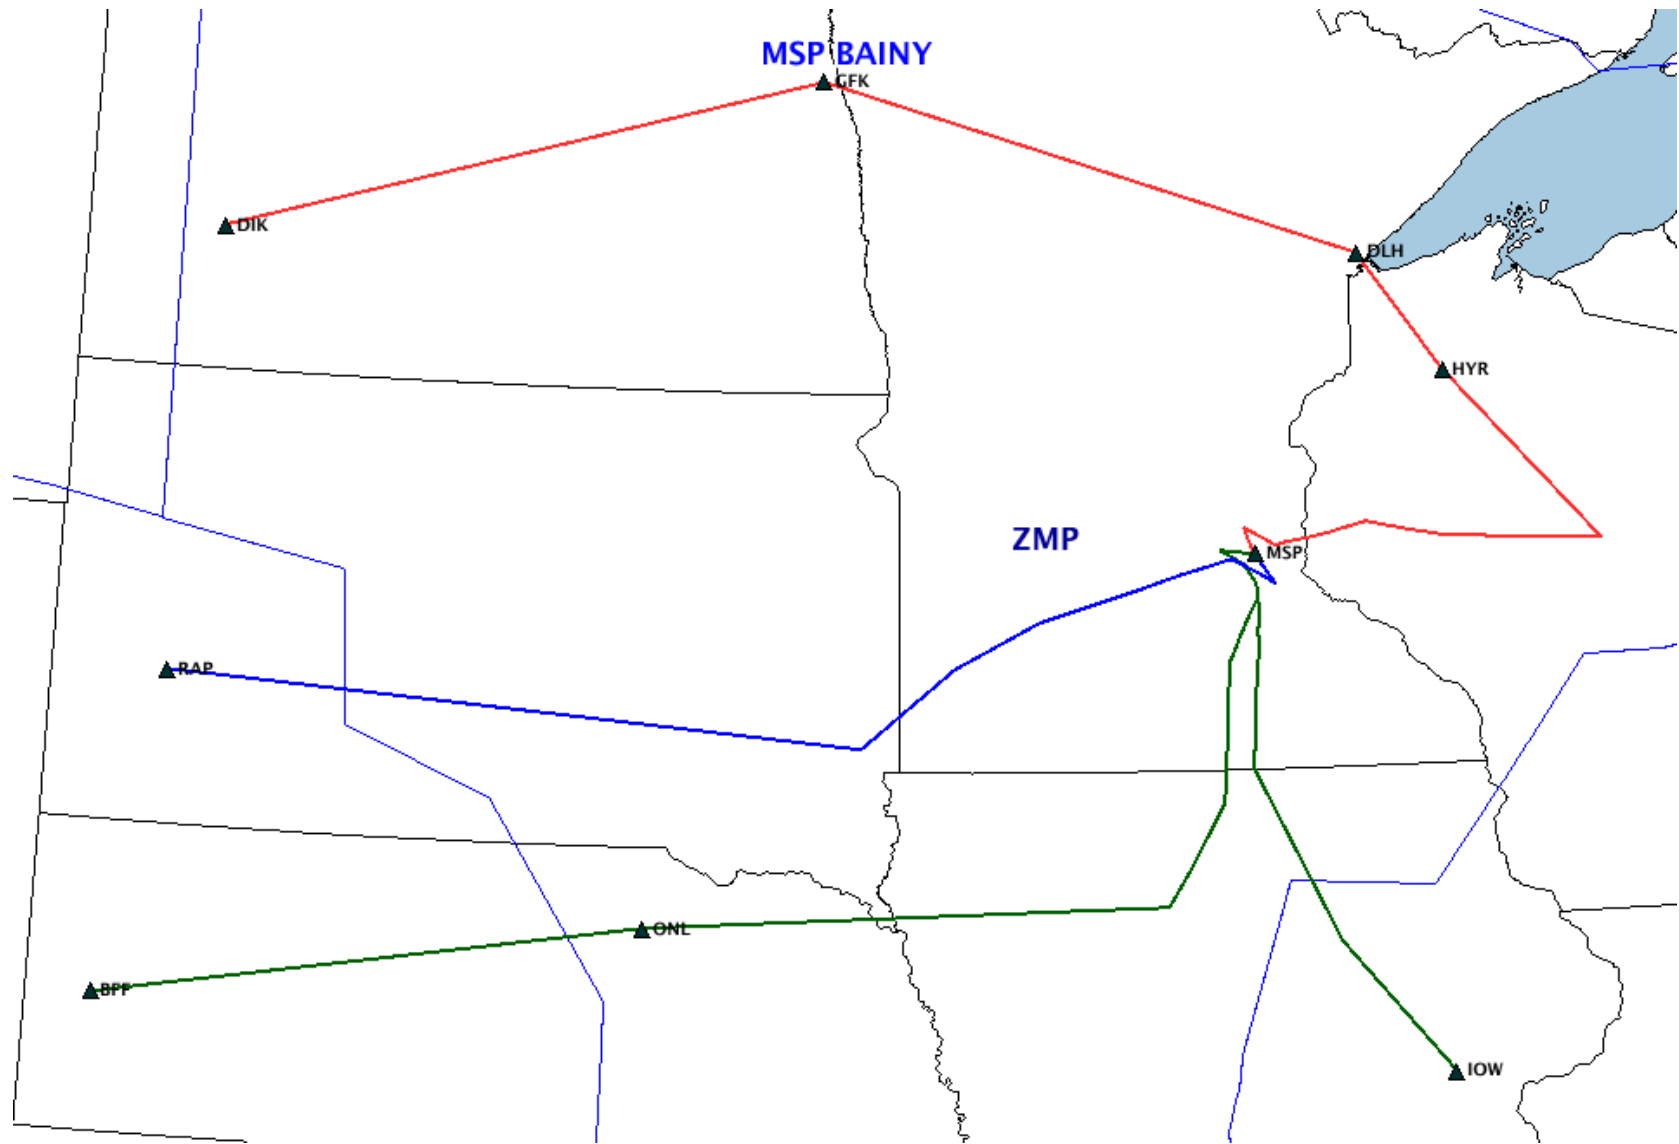 MSP BAINY
GFK
DIK
DLH
HYR
ZMP
MSP
RAP
ONL
BFF
IOW